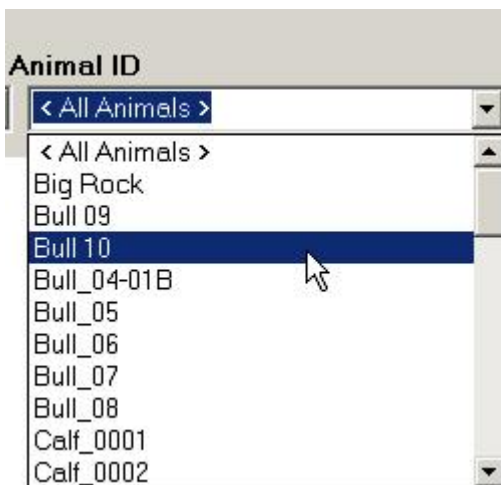 Animal ID
< All Animals >
< All Animals >
Big Rock
Bull 09
Bull 10
Bull_04-01B
Bull_05
Bull_06
Bull_07
Bull_08
Calf_0001
Calf_0002